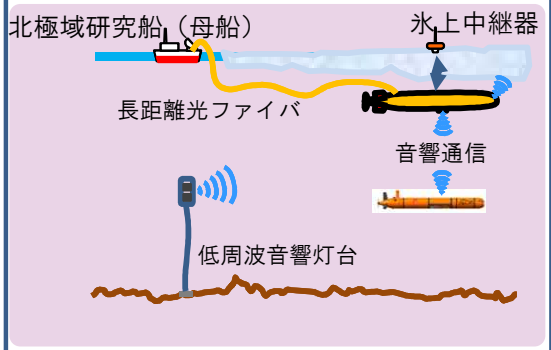 北極域研究船（母船）
氷上中継器
長距離光ファイバ
音響通信
低周波音響灯台